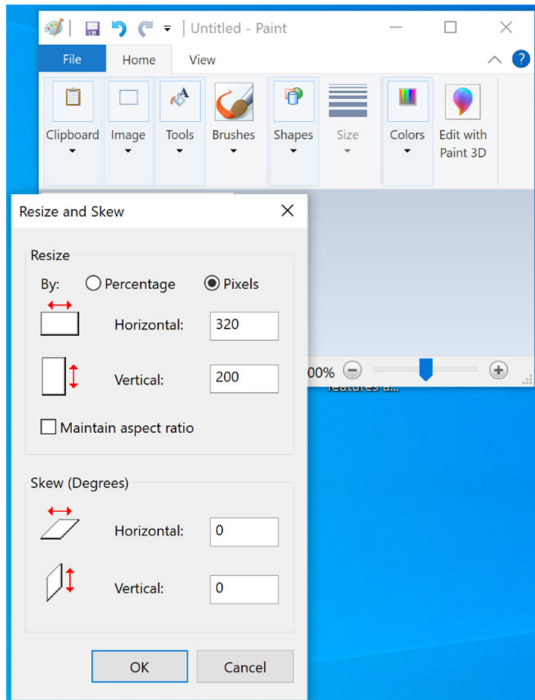 Untitled - Paint
File Home View
Clipboard Image Tools Brushes Shapes Size Colors Edit with
Paint 3D
Resize and Skew
Resize
By: Percentage Pixels
Horizontal: 320
Vertical: 200
00%
features a...
Maintain aspect ratio
Skew (Degrees)
Horizontal: 0
Vertical: 0
OK Cancel